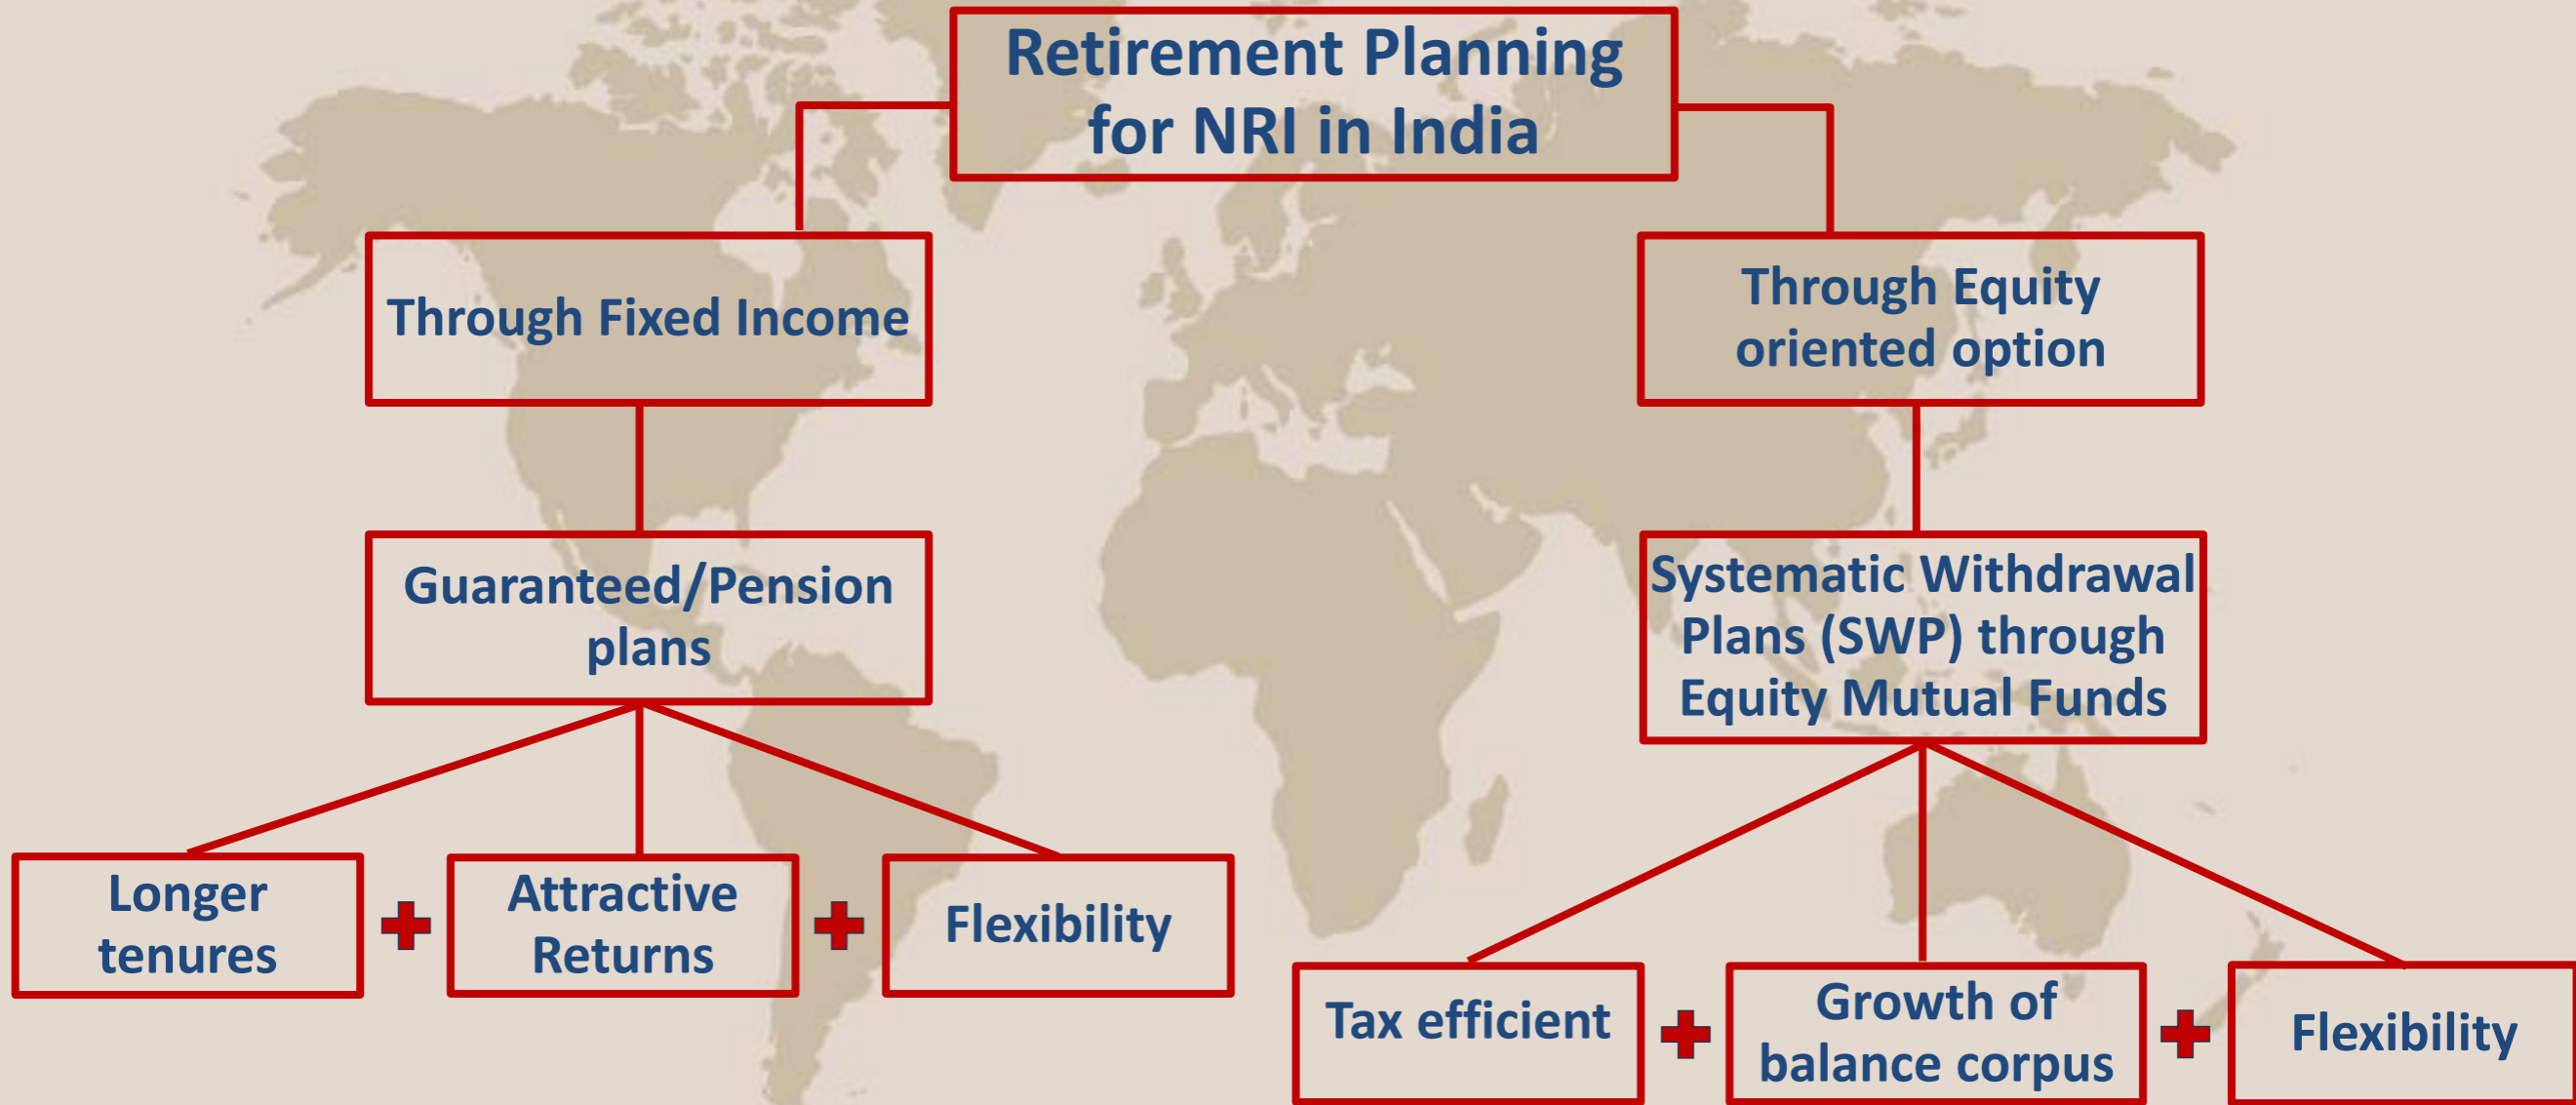 Retirement Planning
for NRI in India
Through Fixed Income
Through Equity
oriented option
Guaranteed/Pension
plans
Systematic Withdrawal
Plans (SWP) through
Equity Mutual Funds
Longer
tenures
Attractive
Returns
Flexibility
Tax efficient
Growth of
balance corpus
Flexibility